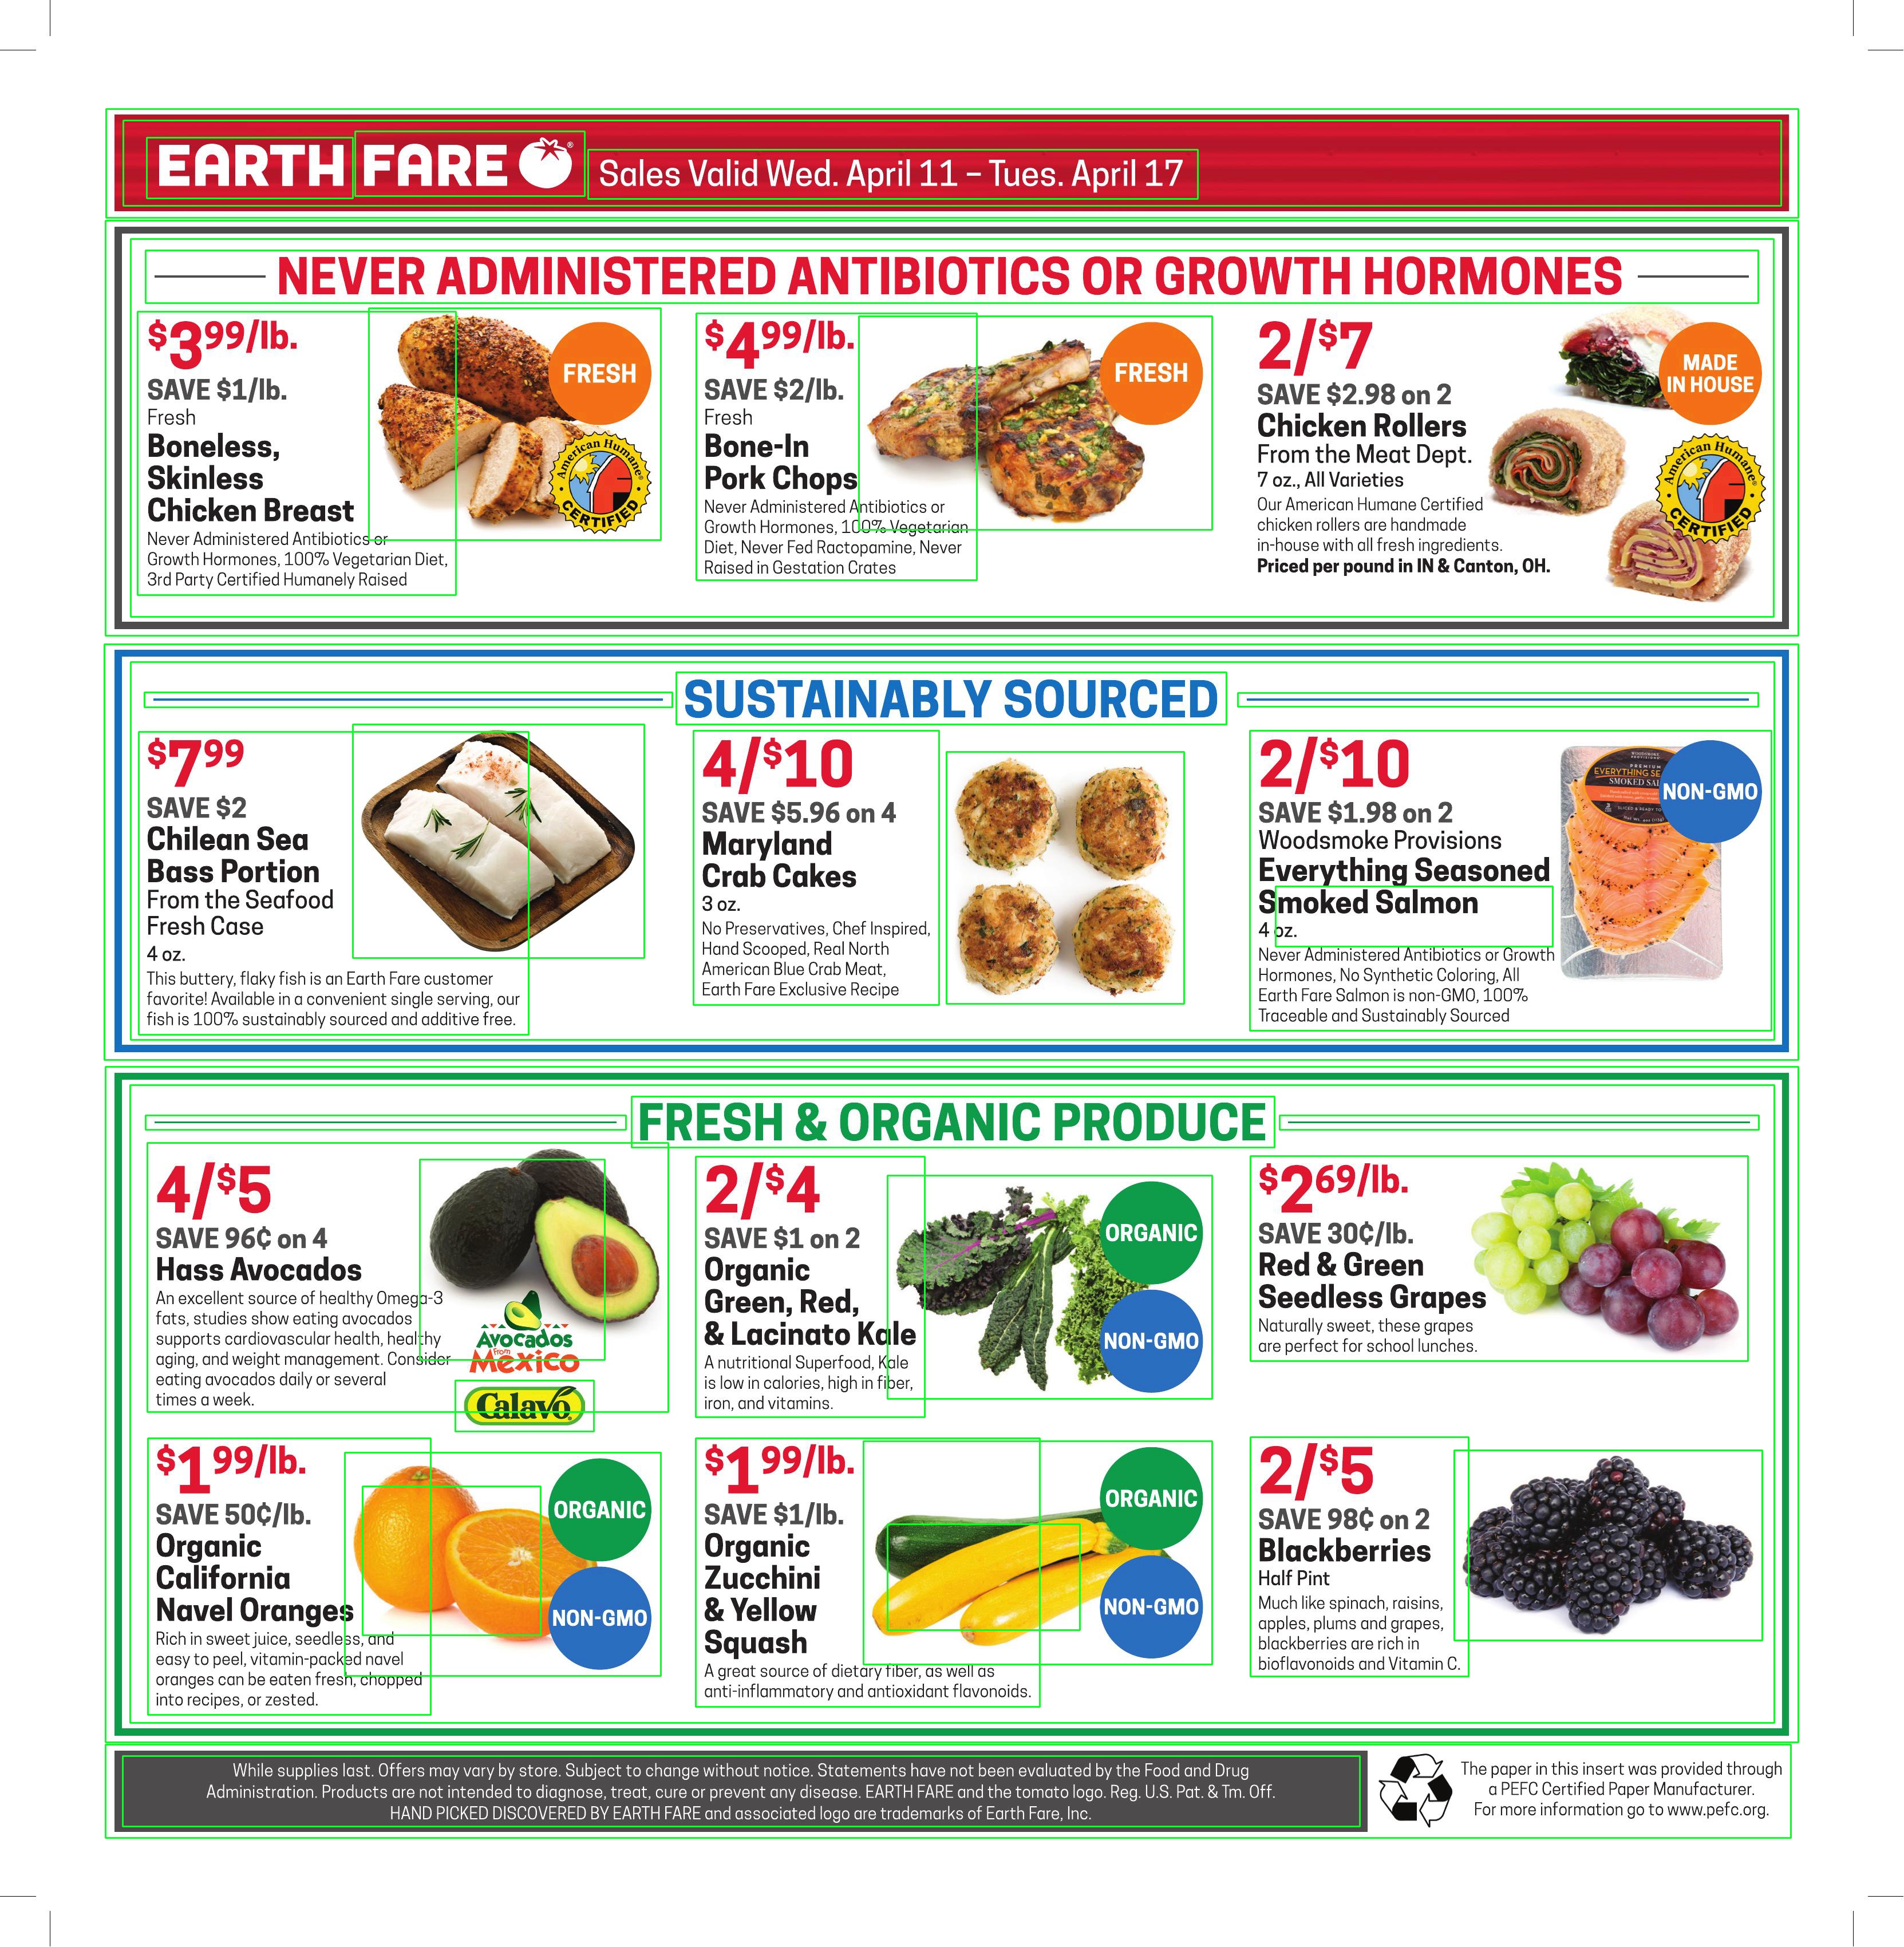 EARTH FARE ® Sales Valid Wed. April 11 – Tues. April 17
NEVER ADMINISTERED ANTIBIOTICS OR GROWTH HORMONES
$3 99/lb.
SAVE $1/lb.
Fresh
Boneless,
Skinless
Chicken Breast
Never Administered Antibiotics or
Growth Hormones, 100% Vegetarian Diet,
3rd Party Certified Humanely Raised
FRESH
American Humane®
CERTIFIED
$4 99/lb.
SAVE $2/lb.
Fresh
Bone-In
Pork Chops
Never Administered Antibiotics or
Growth Hormones, 100% Vegetarian
Diet, Never Fed Ractopamine, Never
Raised in Gestation Crates
FRESH
2/$7
SAVE $2.98 on 2
Chicken Rollers
From the Meat Dept.
7 oz., All Varieties
Our American Humane Certified
chicken rollers are handmade
in-house with all fresh ingredients.
Priced per pound in IN & Canton, OH.
MADE
IN HOUSE
American Humane®
CERTIFIED
SUSTAINABLY SOURCED
$7 99
SAVE $2
Chilean Sea
Bass Portion
From the Seafood
Fresh Case
4 oz.
This buttery, flaky fish is an Earth Fare customer
favorite! Available in a convenient single serving, our
fish is 100% sustainably sourced and additive free.
4/$10
SAVE $5.96 on 4
Maryland
Crab Cakes
3 oz.
No Preservatives, Chef Inspired,
Hand Scooped, Real North
American Blue Crab Meat,
Earth Fare Exclusive Recipe
2/$10
SAVE $1.98 on 2
Woodsmoke Provisions
Everything Seasoned
Smoked Salmon
4 oz.
Never Administered Antibiotics or Growth
Hormones, No Synthetic Coloring, All
Earth Fare Salmon is non-GMO, 100%
Traceable and Sustainably Sourced
PREMIUM
EVERYTHING SE
SMOKED SAL
NON-GMO
FRESH & ORGANIC PRODUCE
4/$5
SAVE 96¢ on 4
Hass Avocados
An excellent source of healthy Omega-3
fats, studies show eating avocados
supports cardiovascular health, healthy
aging, and weight management. Consider
eating avocados daily or several
times a week.
Avocados
From
Mexico
Calavo
2/$4
SAVE $1 on 2
Organic
Green, Red,
& Lacinato Kale
A nutritional Superfood, Kale
is low in calories, high in fiber,
iron, and vitamins.
ORGANIC
NON-GMO
$2 69/lb.
SAVE 30¢/lb.
Red & Green
Seedless Grapes
Naturally sweet, these grapes
are perfect for school lunches.
$1 99/lb.
SAVE 50¢/lb.
Organic
California
Navel Oranges
Rich in sweet juice, seedless, and
easy to peel, vitamin-packed navel
oranges can be eaten fresh, chopped
into recipes, or zested.
ORGANIC
NON-GMO
$1 99/lb.
SAVE $1/lb.
Organic
Zucchini
& Yellow
Squash
A great source of dietary fiber, as well as
anti-inflammatory and antioxidant flavonoids.
ORGANIC
NON-GMO
2/$5
SAVE 98¢ on 2
Blackberries
Half Pint
Much like spinach, raisins,
apples, plums and grapes,
blackberries are rich in
bioflavonoids and Vitamin C.
While supplies last. Offers may vary by store. Subject to change without notice. Statements have not been evaluated by the Food and Drug
Administration. Products are not intended to diagnose, treat, cure or prevent any disease. EARTH FARE and the tomato logo. Reg. U.S. Pat. & Tm. Off.
HAND PICKED DISCOVERED BY EARTH FARE and associated logo are trademarks of Earth Fare, Inc.
The paper in this insert was provided through
a PEFC Certified Paper Manufacturer.
For more information go to www.pefc.org.